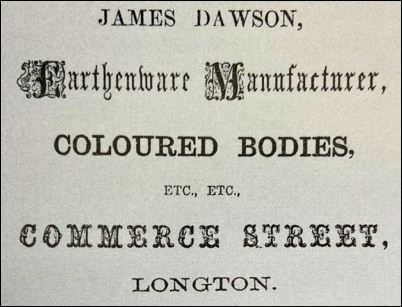 JAMES DAWSON,
Earthenware Manufacturer,
COLOURED BODIES,
ETC., ETC.,
COMMERCE STREET,
LONGTON.